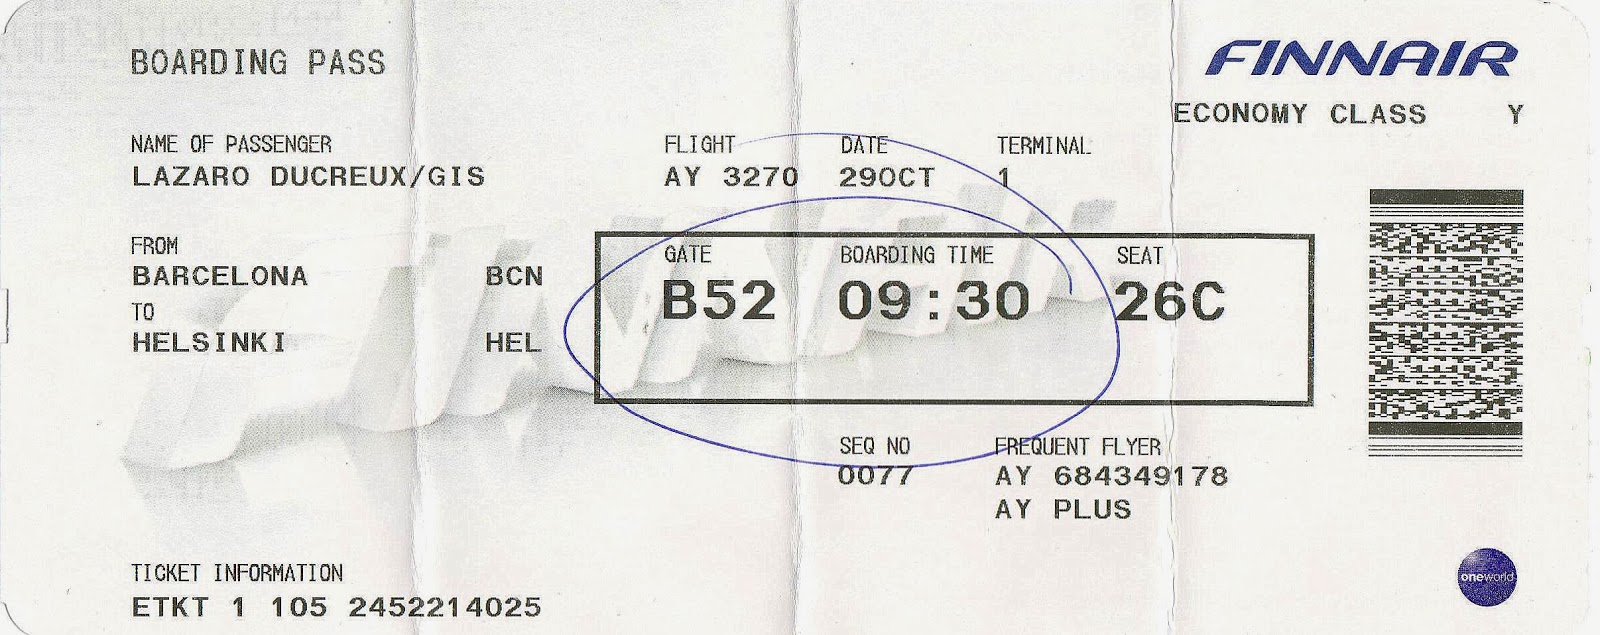 BOARDING PASS
FINNAIR
ECONOMY CLASS Y
NAME OF PASSENGER
LAZARO DUCREUX/GIS
FLIGHT DATE TERMINAL
AY 3270 29OCT 1
FROM
BARCELONA BCN
TO
HELSINKI HEL
GATE BOARDING TIME SEAT
B52 09:30 26C
SEQ NO FREQUENT FLYER
0077 AY 684349178
AY PLUS
TICKET INFORMATION
ETKT 1 105 2452214025
oneworld